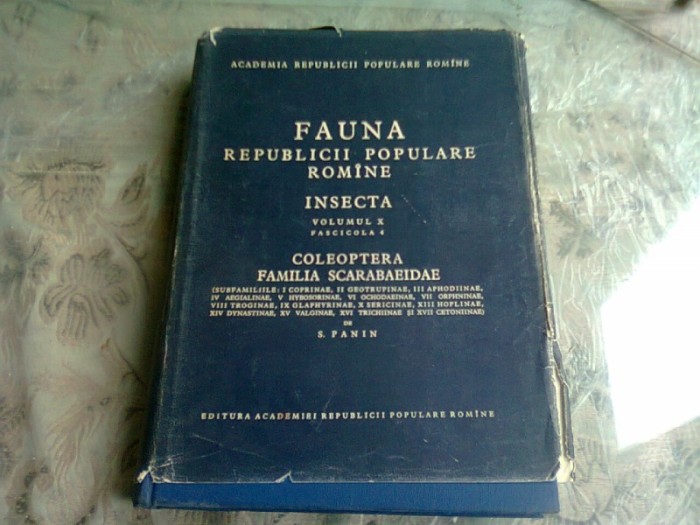 ACADEMIA REPUBLICII POPULARE ROMÎNE
FAUNA
REPUBLICII POPULARE
ROMÎNE
INSECTA
VOLUMUL X
FASCICOLA 4
COLEOPTERA
FAMILIA SCARABAEIDAE
(SUBFAMILIILE: I COPRINAE, II GEOTRUPINAE, III APHODIINAE,
IV AEGIALINAE, V HYBOSORINAE, VI OCHODAEINAE, VII ORPHNINAE,
VIII TROGINAE, IX GLAPHYRINAE, X SERICINAE, XIII HOPLINAE,
XIV DYNASTINAE, XV VALGINAE, XVI TRICHIINAE ȘI XVII CETONIINAE)
DE
S. PANIN
EDITURA ACADEMIEI REPUBLICII POPULARE ROMÎNE